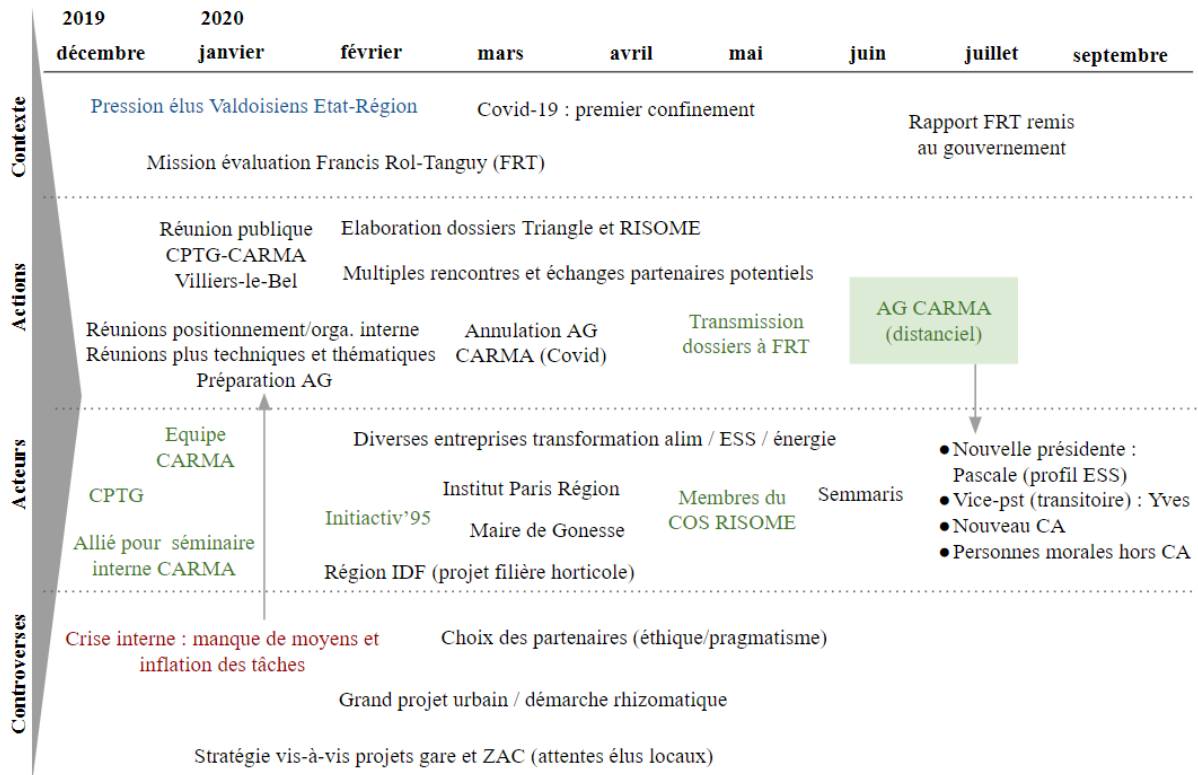 2019
2020
décembre
janvier
février
mars
avril
mai
juin
juillet
septembre
Contexte
Pression élus Valdoisiens Etat-Région
Covid-19 : premier confinement
Rapport FRT remis
au gouvernement
Mission évaluation Francis Rol-Tanguy (FRT)
Actions
Réunion publique
CPTG-CARMA
Villiers-le-Bel
Elaboration dossiers Triangle et RISOME
Multiples rencontres et échanges partenaires potentiels
Réunions positionnement/orga. interne
Réunions plus techniques et thématiques
Préparation AG
Annulation AG
CARMA (Covid)
Transmission
dossiers à FRT
AG CARMA
(distanciel)
Acteurs
Equipe
CARMA
CPTG
Allié pour séminaire
interne CARMA
Diverses entreprises transformation alim / ESS / énergie
Initiactiv’95
Institut Paris Région
Maire de Gonesse
Région IDF (projet filière horticole)
Membres du
COS RISOME
Semmaris
● Nouvelle présidente :
Pascale (profil ESS)
● Vice-pst (transitoire) : Yves
● Nouveau CA
● Personnes morales hors CA
Controverses
Crise interne : manque de moyens et
inflation des tâches
Choix des partenaires (éthique/pragmatisme)
Grand projet urbain / démarche rhizomatique
Stratégie vis-à-vis projets gare et ZAC (attentes élus locaux)